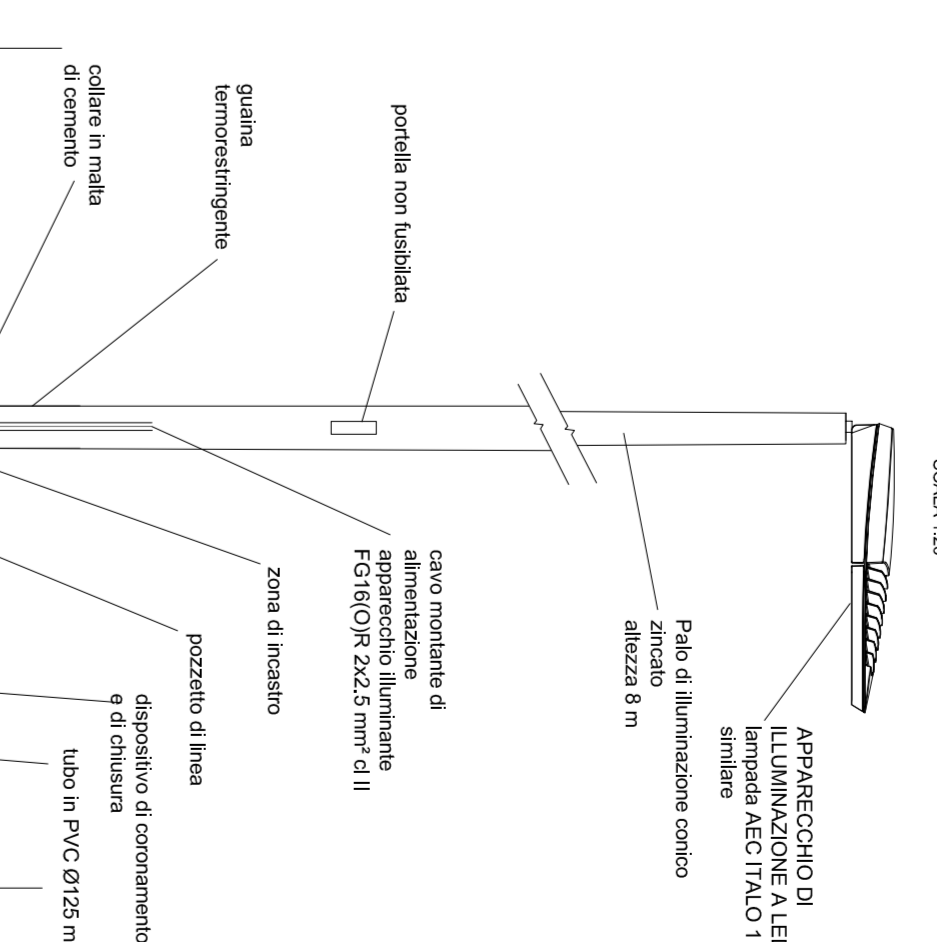 collare in malta
di cemento
guaina
termorestringente
portella non fusibilata
cavo montante di
alimentazione
apparecchio illuminante
FG16(O)R 2x2.5 mm² cl II
zona di incastro
pozzetto di linea
dispositivo di coronamento
e di chiusura
tubo in PVC Ø125 m
Palo di illuminazione conico
zincato
altezza 8 m
APPARECCHIO DI
ILLUMINAZIONE A LE
lampada AEC ITALO 1
similare